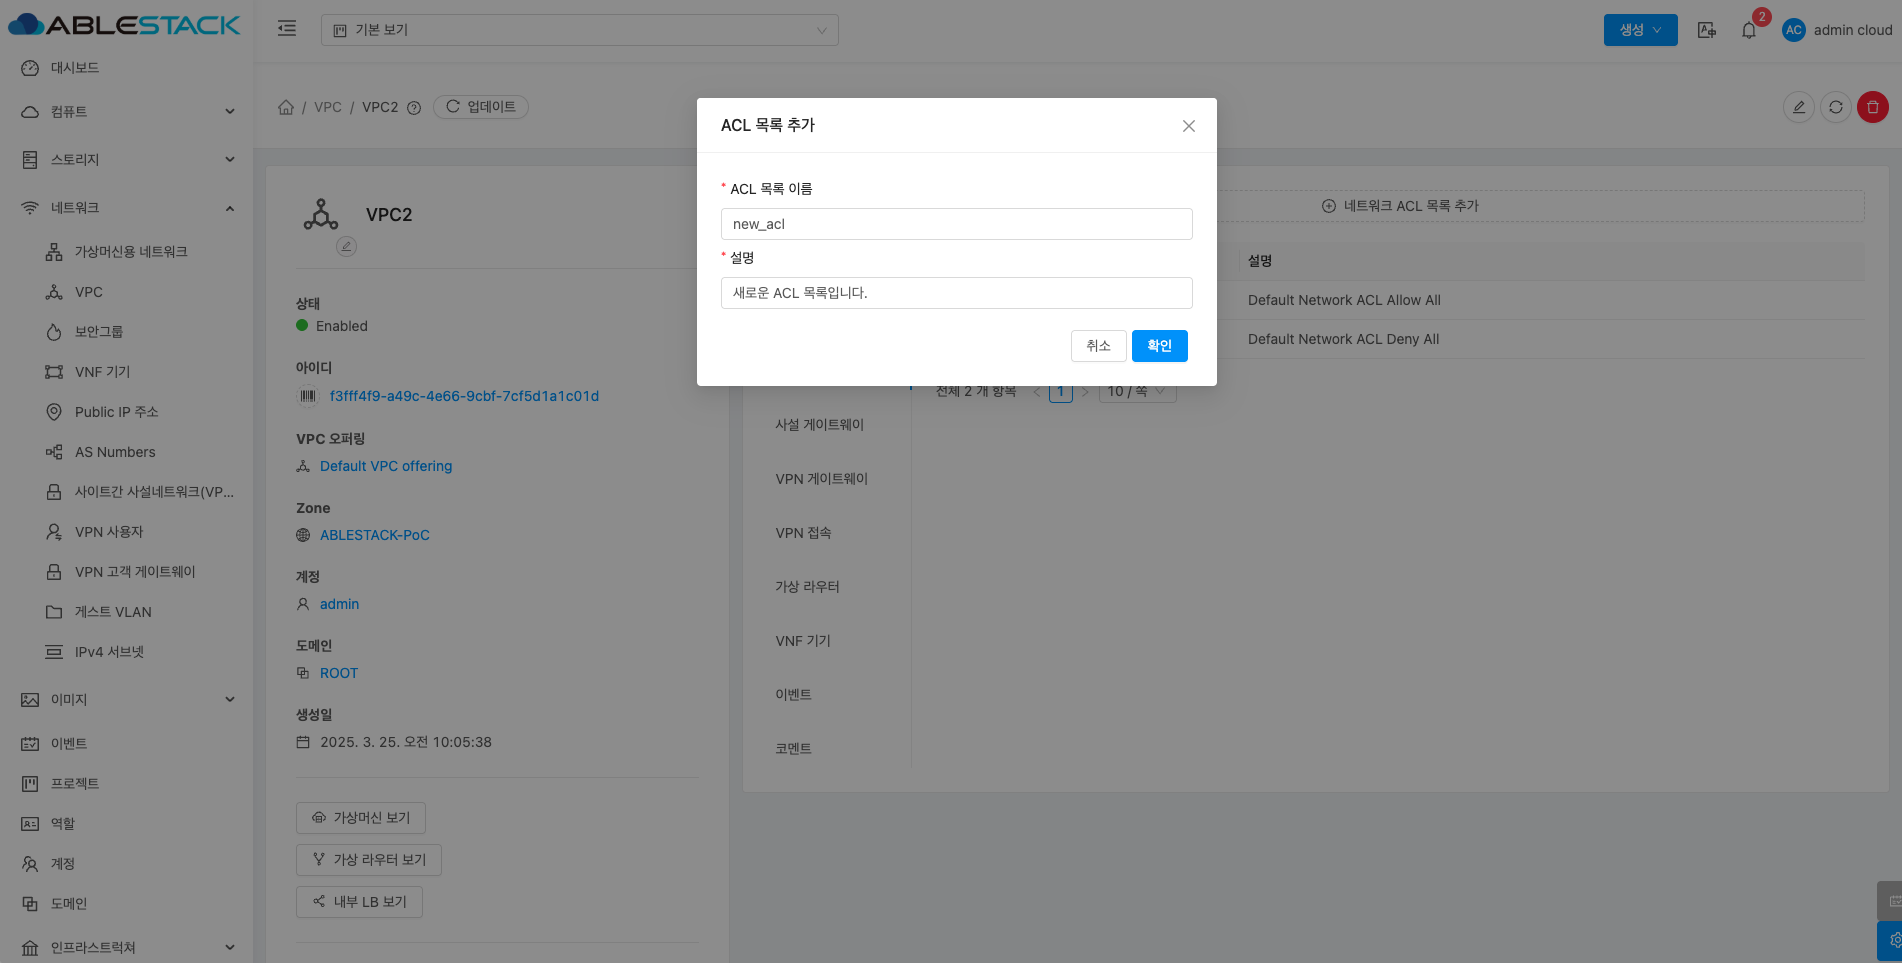 ABLESTACK
기본 보기
생성
2
AC
admin cloud
대시보드
컴퓨트
스토리지
네트워크
가상머신용 네트워크
VPC
보안그룹
VNF 기기
Public IP 주소
AS Numbers
사이트간 사설네트워크(VP...
VPN 사용자
VPN 고객 게이트웨이
게스트 VLAN
IPv4 서브넷
이미지
이벤트
프로젝트
역할
계정
도메인
인프라스트럭쳐
/ VPC / VPC2
업데이트
VPC2
상태
Enabled
아이디
f3fff4f9-a49c-4e66-9cbf-7cf5d1a1c01d
VPC 오퍼링
Default VPC offering
Zone
ABLESTACK-PoC
계정
admin
도메인
ROOT
생성일
2025. 3. 25. 오전 10:05:38
가상머신 보기
가상 라우터 보기
내부 LB 보기
ACL 목록 추가
* ACL 목록 이름
new_acl
* 설명
새로운 ACL 목록입니다.
취소
확인
네트워크 ACL 목록 추가
설명
Default Network ACL Allow All
Default Network ACL Deny All
전체 2 개 항목
1
10 / 쪽
사설 게이트웨이
VPN 게이트웨이
VPN 접속
가상 라우터
VNF 기기
이벤트
코멘트